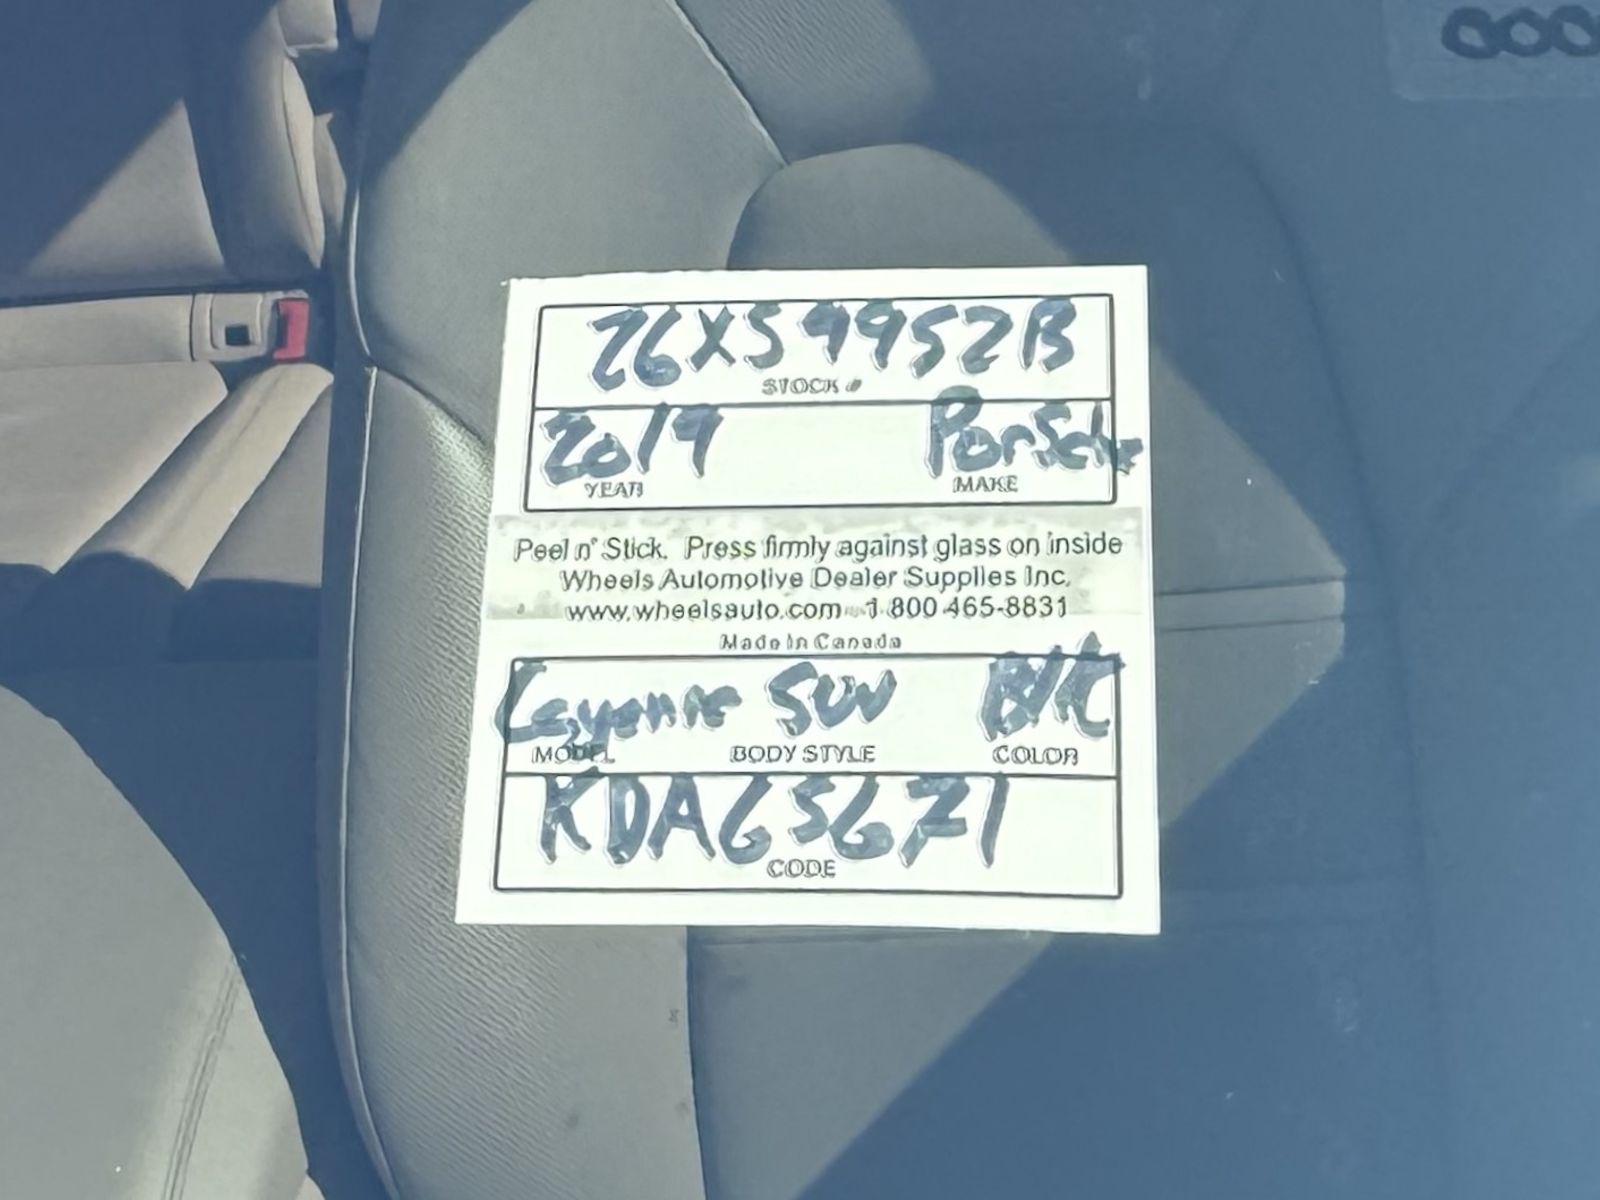 26X59952B
STOCK #
2019 Porsche
YEAR MAKE
Peel n' Stick. Press firmly against glass on inside
Wheels Automotive Dealer Supplies Inc.
www.wheelsauto.com 1-800-465-8831
Made in Canada
Cayenne SUV Blk
MODEL BODY STYLE COLOR
KDA65671
CODE